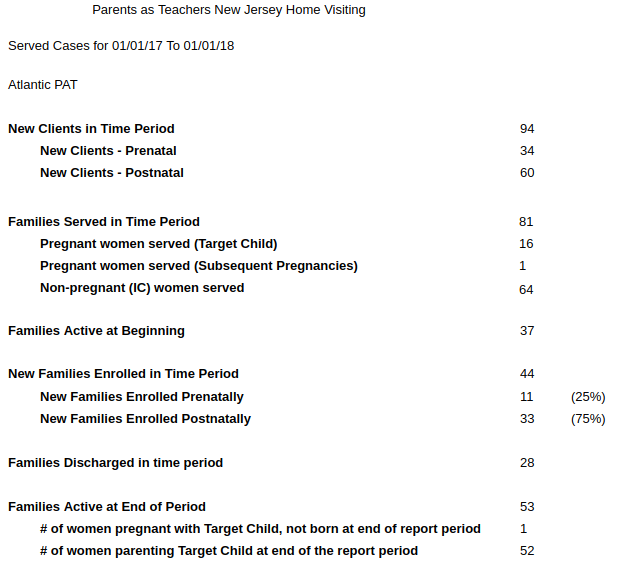 Parents as Teachers New Jersey Home Visiting
Served Cases for 01/01/17 To 01/01/18
Atlantic PAT
New Clients in Time Period 94
New Clients - Prenatal 34
New Clients - Postnatal 60
Families Served in Time Period 81
Pregnant women served (Target Child) 16
Pregnant women served (Subsequent Pregnancies) 1
Non-pregnant (IC) women served 64
Families Active at Beginning 37
New Families Enrolled in Time Period 44
New Families Enrolled Prenatally 11 (25%)
New Families Enrolled Postnatally 33 (75%)
Families Discharged in time period 28
Families Active at End of Period 53
# of women pregnant with Target Child, not born at end of report period 1
# of women parenting Target Child at end of the report period 52